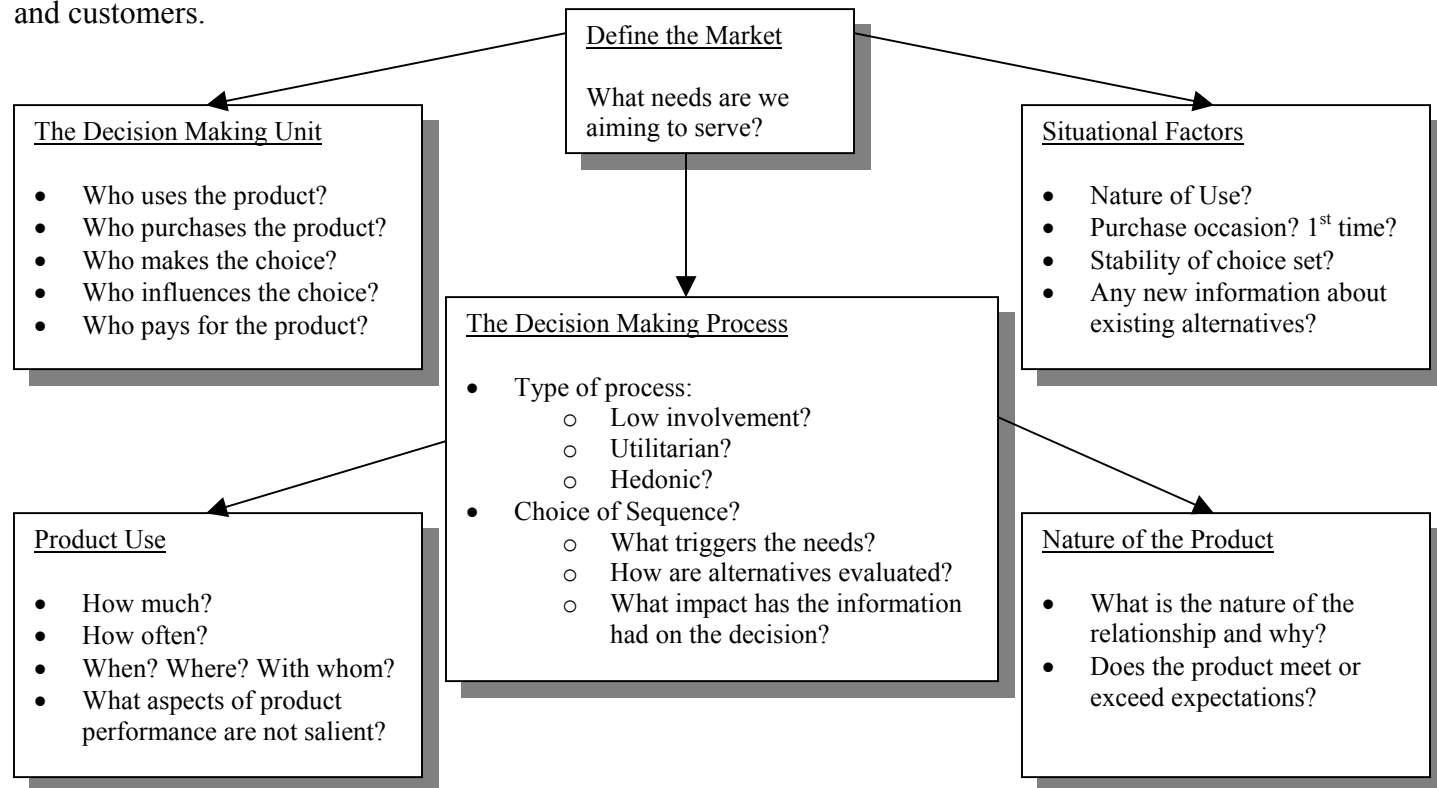 and customers.
Define the Market
What needs are we
aiming to serve?
The Decision Making Unit
• Who uses the product?
• Who purchases the product?
• Who makes the choice?
• Who influences the choice?
• Who pays for the product?
Situational Factors
• Nature of Use?
• Purchase occasion? 1st time?
• Stability of choice set?
• Any new information about
existing alternatives?
The Decision Making Process
• Type of process:
o Low involvement?
o Utilitarian?
o Hedonic?
• Choice of Sequence?
o What triggers the needs?
o How are alternatives evaluated?
o What impact has the information
had on the decision?
Product Use
• How much?
• How often?
• When? Where? With whom?
• What aspects of product
performance are not salient?
Nature of the Product
• What is the nature of the
relationship and why?
• Does the product meet or
exceed expectations?